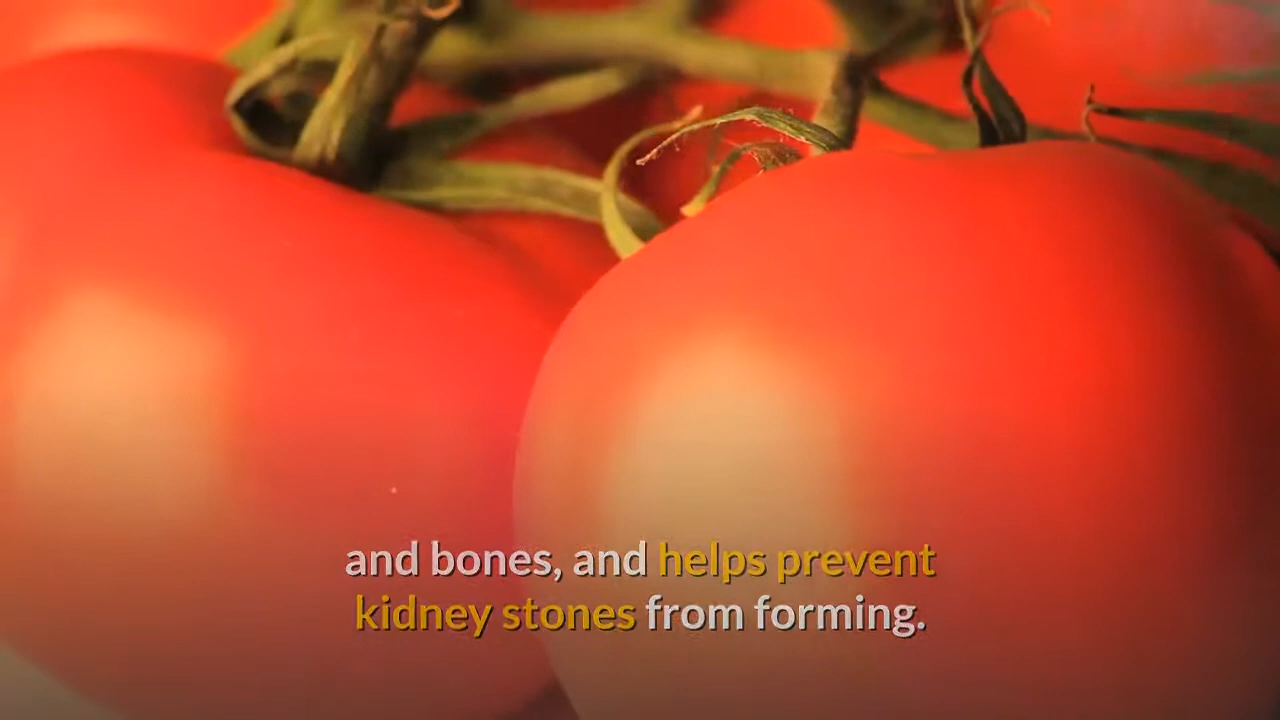 and bones, and helps prevent
kidney stones from forming.